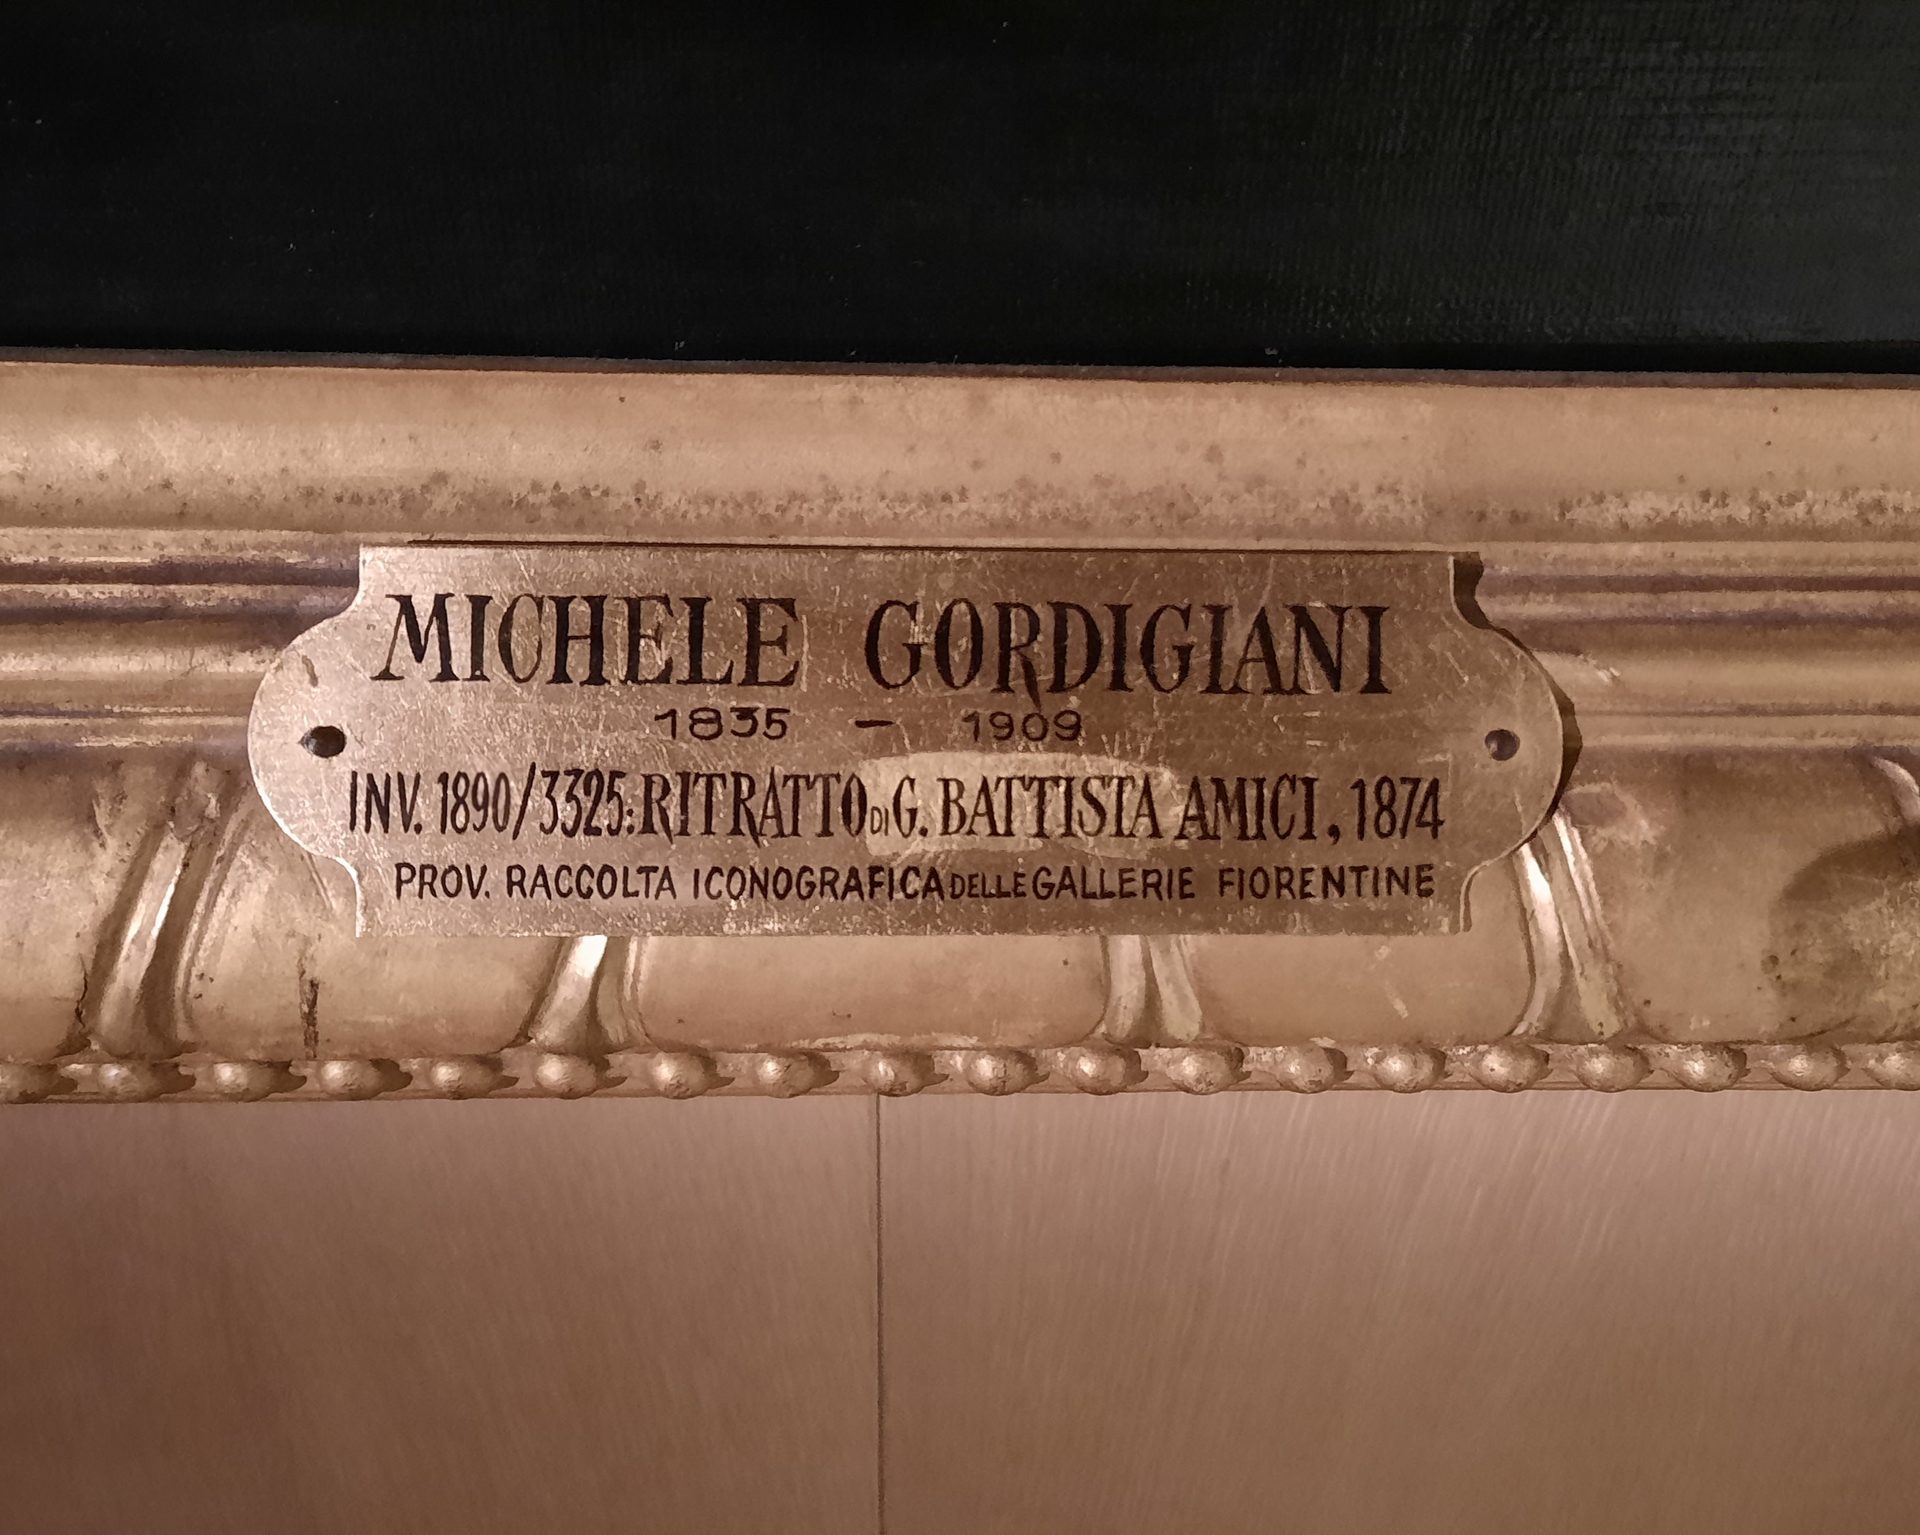 MICHELE GORDIGIANI
1835 – 1909
INV. 1890/3325: RITRATTO DI G. BATTISTA AMICI, 1874
PROV. RACCOLTA ICONOGRAFICA DELLE GALLERIE FIORENTINE